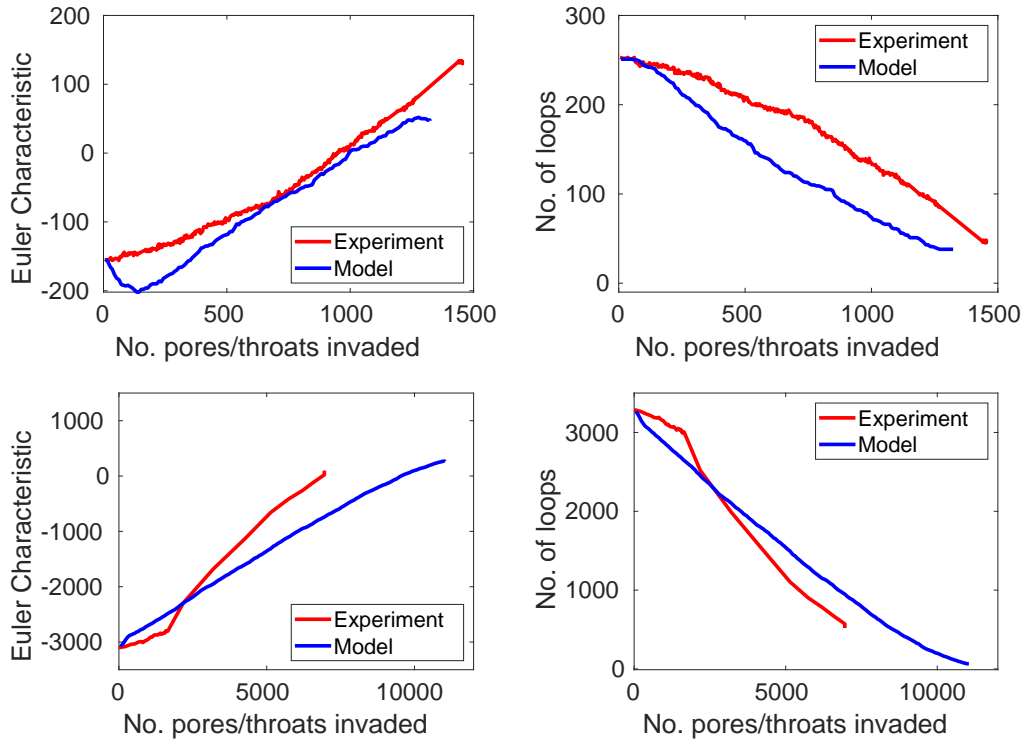 200
100
0
-100
-200
Euler Characteristic
Experiment
Model
0
500
1000
1500
No. pores/throats invaded
300
200
100
0
No. of loops
Experiment
Model
0
500
1000
1500
No. pores/throats invaded
1000
0
-1000
-2000
-3000
Euler Characteristic
Experiment
Model
0
5000
10000
No. pores/throats invaded
3000
2000
1000
0
No. of loops
Experiment
Model
0
5000
10000
No. pores/throats invaded